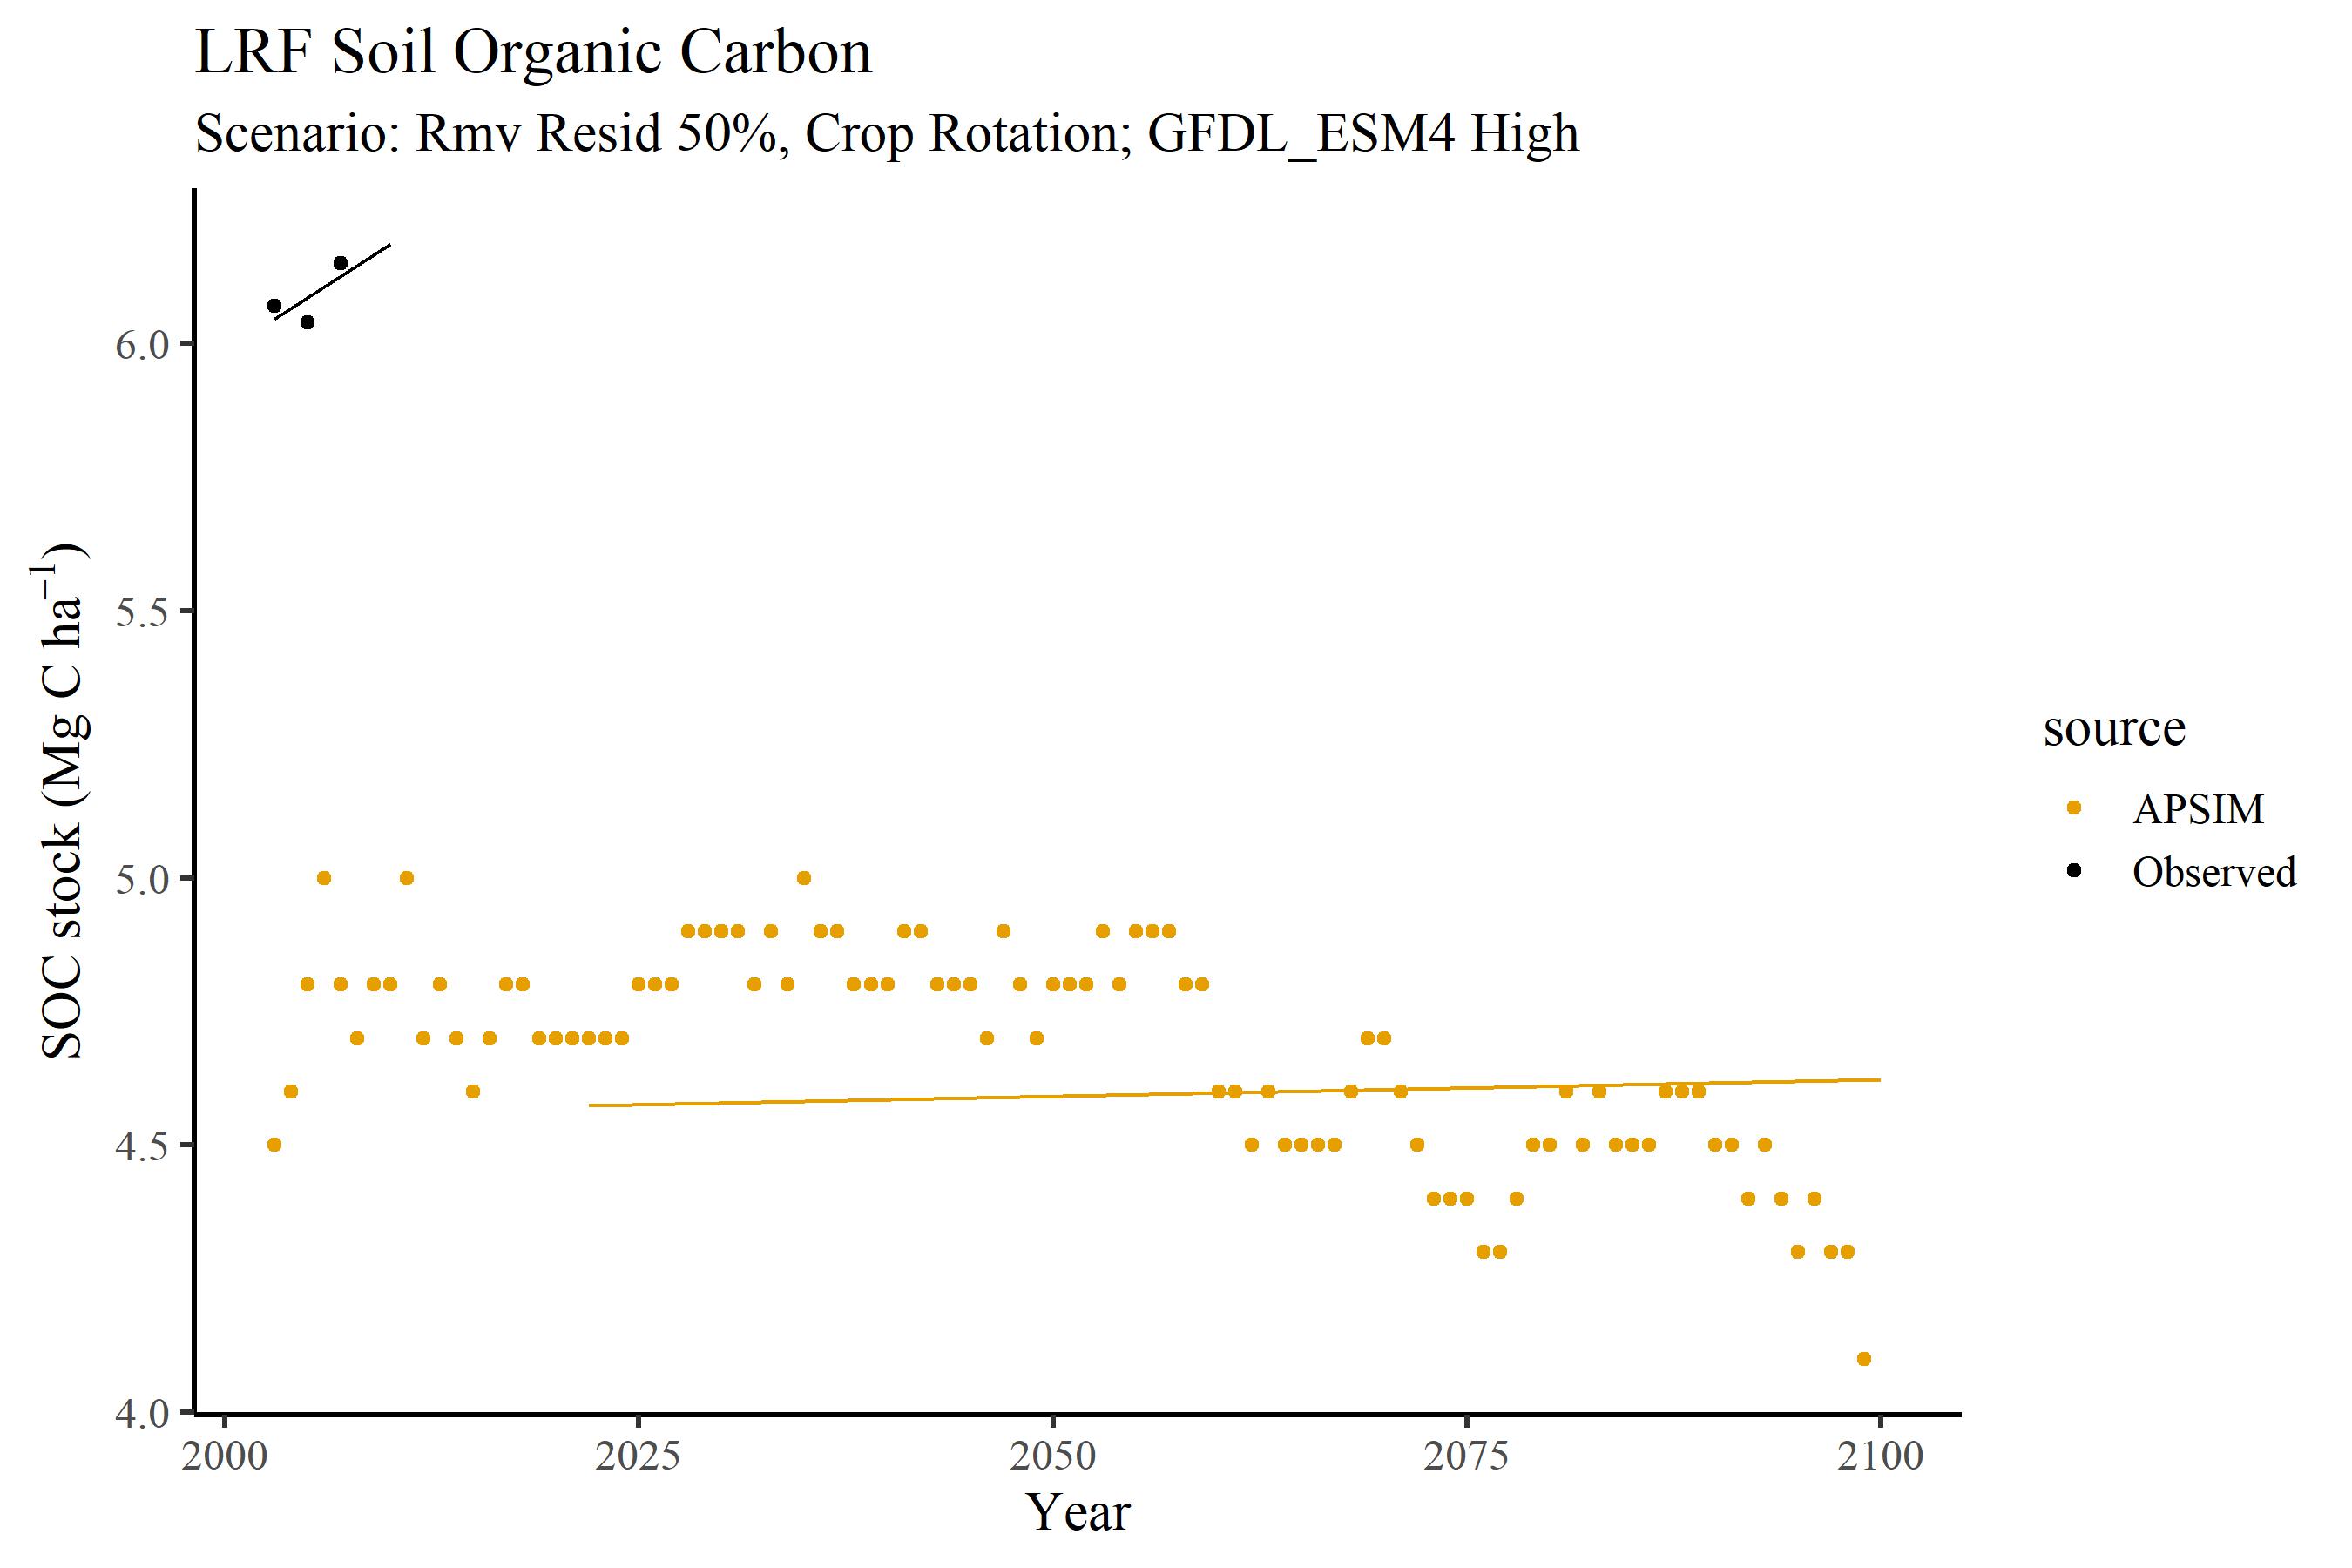 LRF Soil Organic Carbon
Scenario: Rmv Resid 50%, Crop Rotation; GFDL_ESM4 High
SOC stock (Mg C ha⁻¹)
6.0
5.5
5.0
4.5
4.0
2000
2025
2050
2075
2100
Year
source
APSIM
Observed